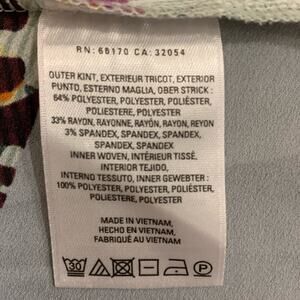 RN: 66170 CA: 32054
OUTER KINT, EXTERIEUR TRICOT, EXTERIOR
PUNTO, ESTERNO MAGLIA, OBER STRICK :
64% POLYESTER, POLYESTER, POLIÉSTER,
POLIESTERE, POLYESTER
33% RAYON, RAYONNE, RAYÓN, RAYON, RAYON
3% SPANDEX, SPANDEX, SPANDEX,
SPANDEX, SPANDEX
INNER WOVEN, INTÉRIEUR TISSÉ,
INTERIOR TEJIDO,
INTERNO TESSUTO, INNER GEWEBTER :
100% POLYESTER, POLYESTER, POLIÉSTER,
POLIESTERE, POLYESTER
MADE IN VIETNAM,
HECHO EN VIETNAM,
FABRIQUÉ AU VIETNAM
30 P